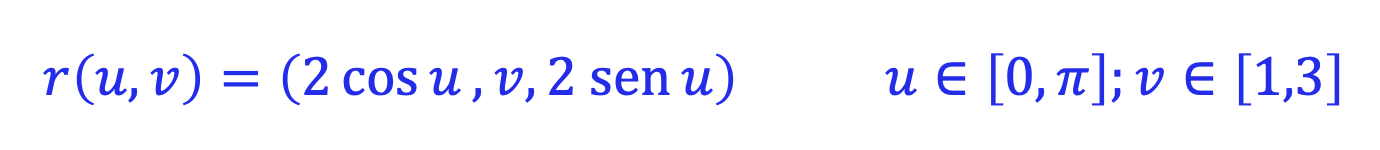 r(u, v) = (2 cos u , v, 2 sen u) u ∈ [0, π]; v ∈ [1,3]